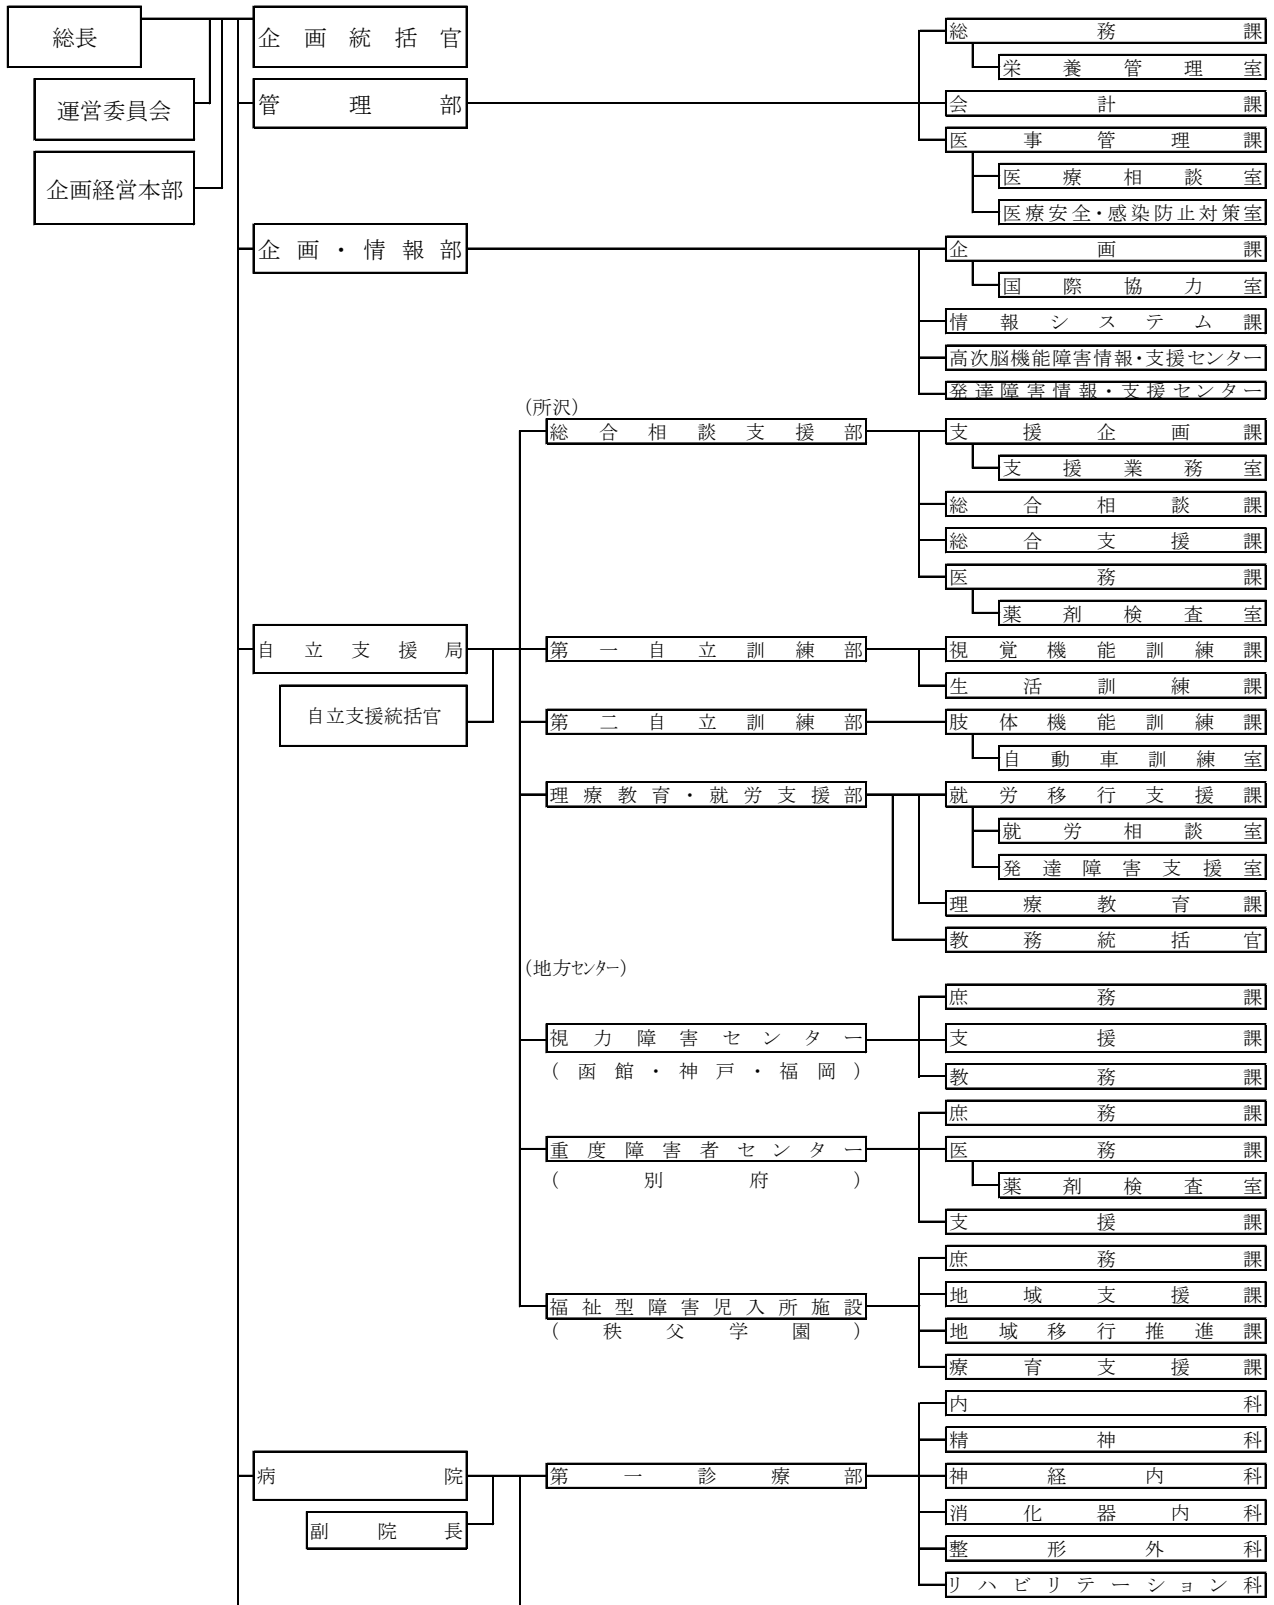 総長
企画統括官
総務課
栄養管理室
運営委員会
管理部
会計課
医事管理課
企画経営本部
医療相談室
医療安全・感染防止対策室
企画・情報部
企画課
国際協力室
情報システム課
高次脳機能障害情報・支援センター
発達障害情報・支援センター
(所沢)
総合相談支援部
支援企画課
支援業務室
総合相談課
総合支援課
医務課
薬剤検査室
自立支援局
第一自立訓練部
視覚機能訓練課
生活訓練課
自立支援統括官
第二自立訓練部
肢体機能訓練課
自動車訓練室
理療教育・就労支援部
就労移行支援課
就労相談室
発達障害支援室
理療教育課
教務統括官
(地方センター)
庶務課
視力障害センター
支援課
(函館・神戸・福岡)
教務課
庶務課
重度障害者センター
医務課
(別府)
薬剤検査室
支援課
庶務課
地域支援課
福祉型障害児入所施設
(秩父学園)
地域移行推進課
療育支援課
内科
精神科
病院
第一診療部
神経内科
消化器内科
副院長
整形外科
リハビリテーション科